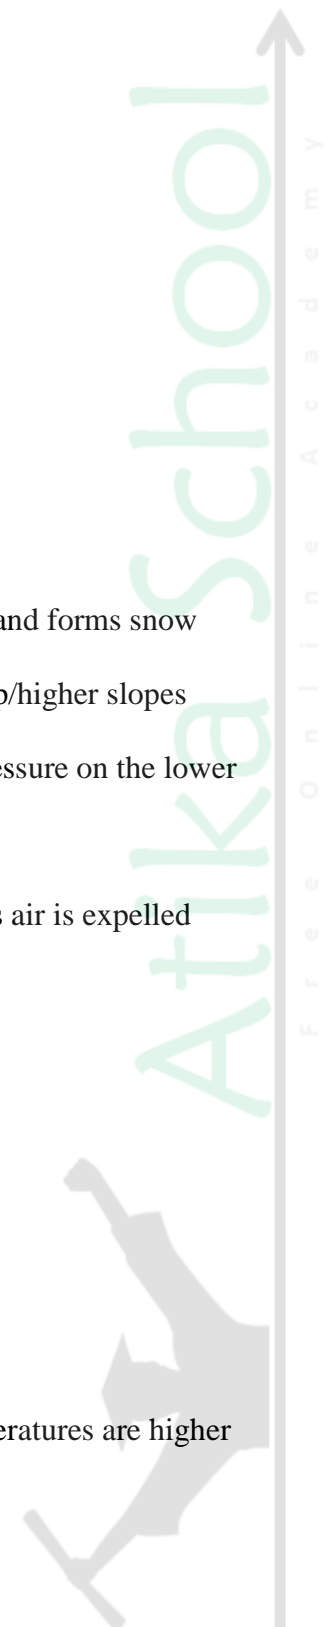 and forms snow
p/higher slopes
essure on the lower
s air is expelled
eratures are higher
Atika School
Free Online Academy